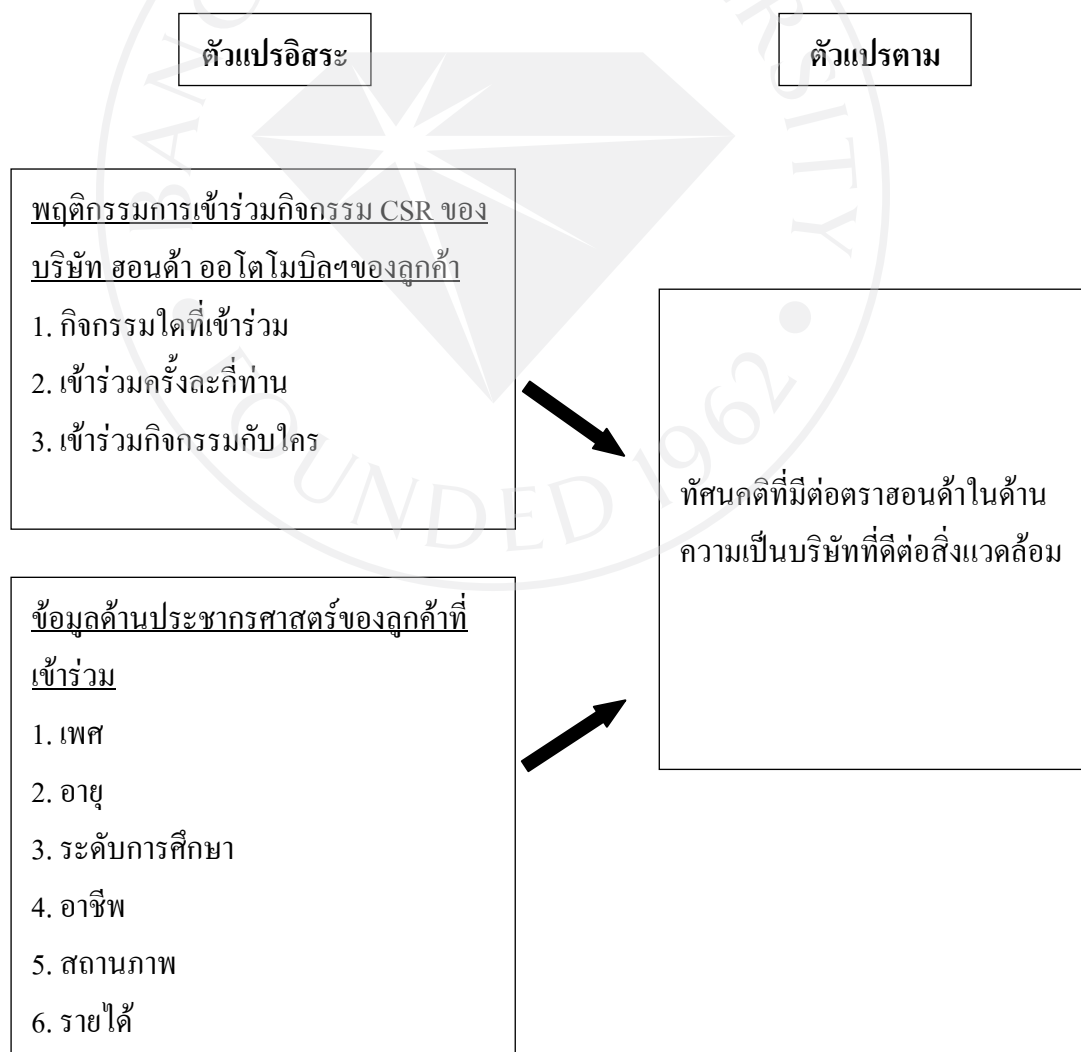 ตัวแปรอิสระ
ตัวแปรตาม
พฤติกรรมการเข้าร่วมกิจกรรม CSR ของ
บริษัท ฮอนด้า ออโตโมบิลฯของลูกค้า
1. กิจกรรมใดที่เข้าร่วม
2. เข้าร่วมครั้งละกี่ท่าน
3. เข้าร่วมกิจกรรมกับใคร
ทัศนคติที่มีต่อตราฮอนด้าในด้าน
ความเป็นบริษัทที่ดีต่อสิ่งแวดล้อม
ข้อมูลด้านประชากรศาสตร์ของลูกค้าที่
เข้าร่วม
1. เพศ
2. อายุ
3. ระดับการศึกษา
4. อาชีพ
5. สถานภาพ
6. รายได้
FOUNDED 1962